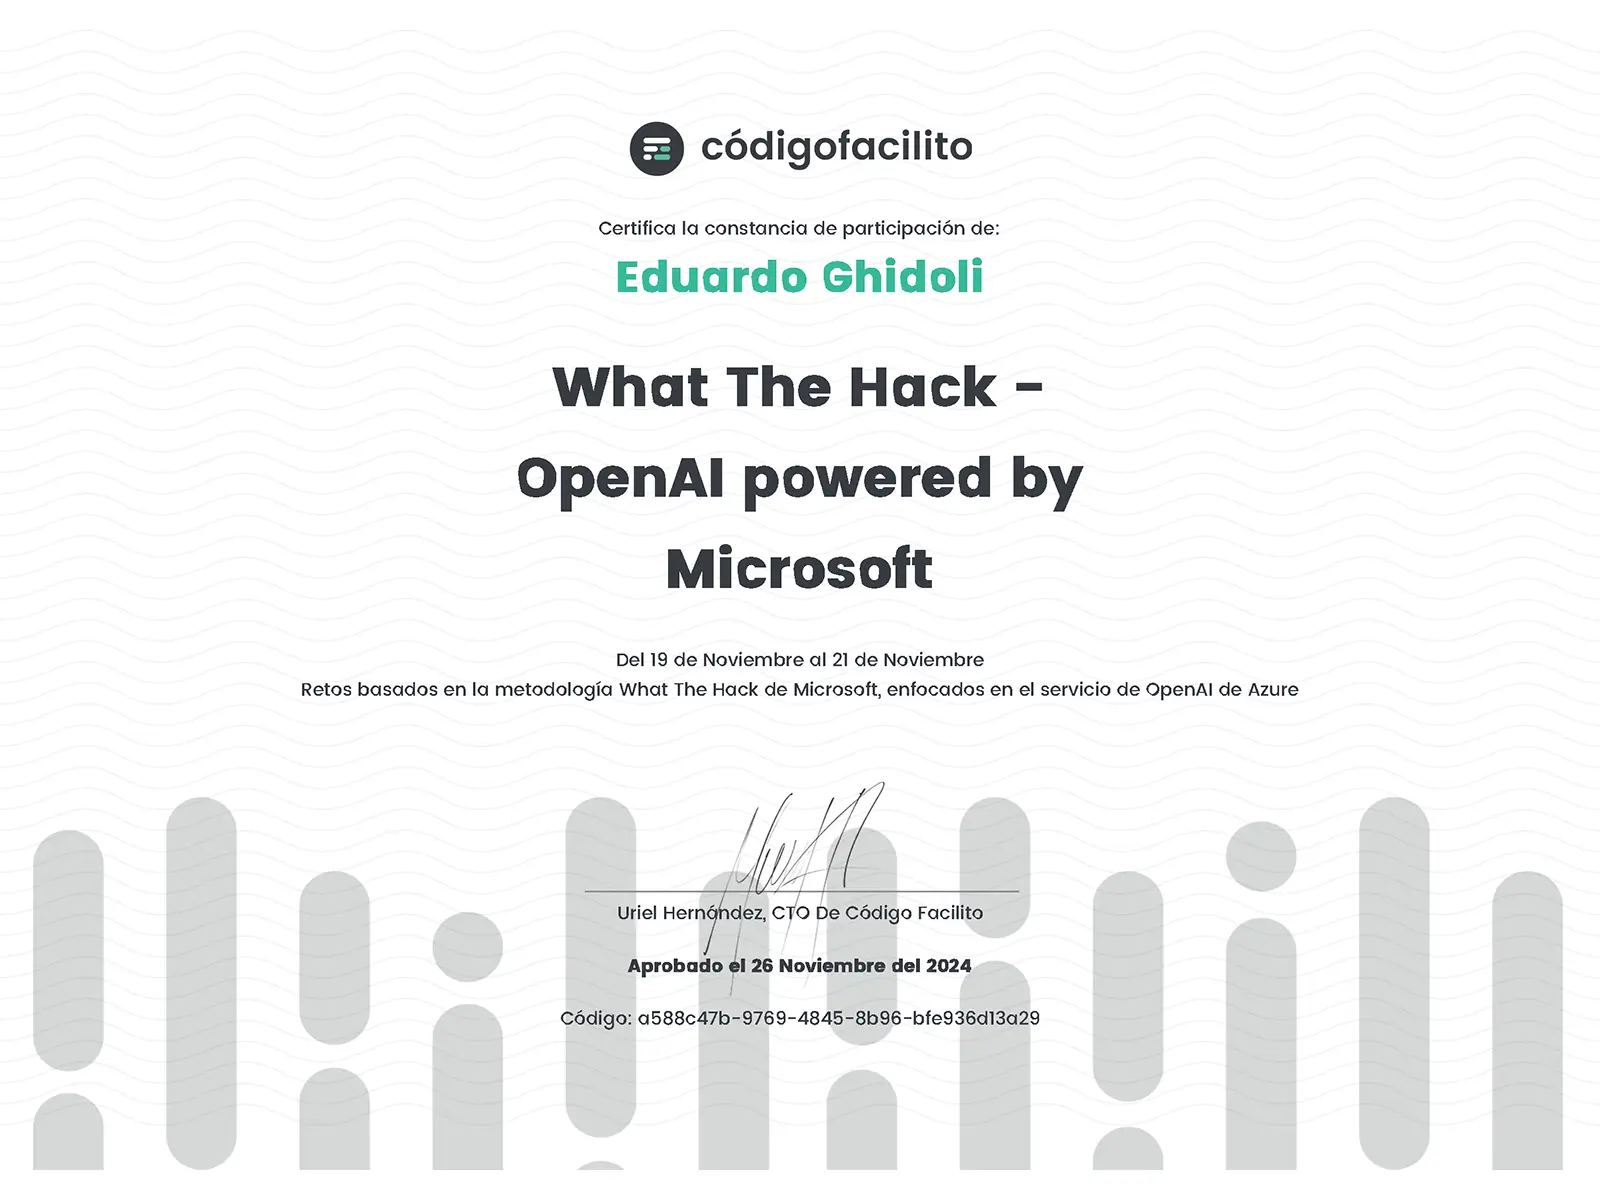 códigofacilito
Certifica la constancia de participación de:
Eduardo Ghidoli
What The Hack –
OpenAI powered by
Microsoft
Del 19 de Noviembre al 21 de Noviembre
Retos basados en la metodología What The Hack de Microsoft, enfocados en el servicio de OpenAI de Azure
Uriel Hernández, CTO De Código Facilito
Aprobado el 26 Noviembre del 2024
Código: a588c47b-9769-4845-8b96-bfe936d13a29